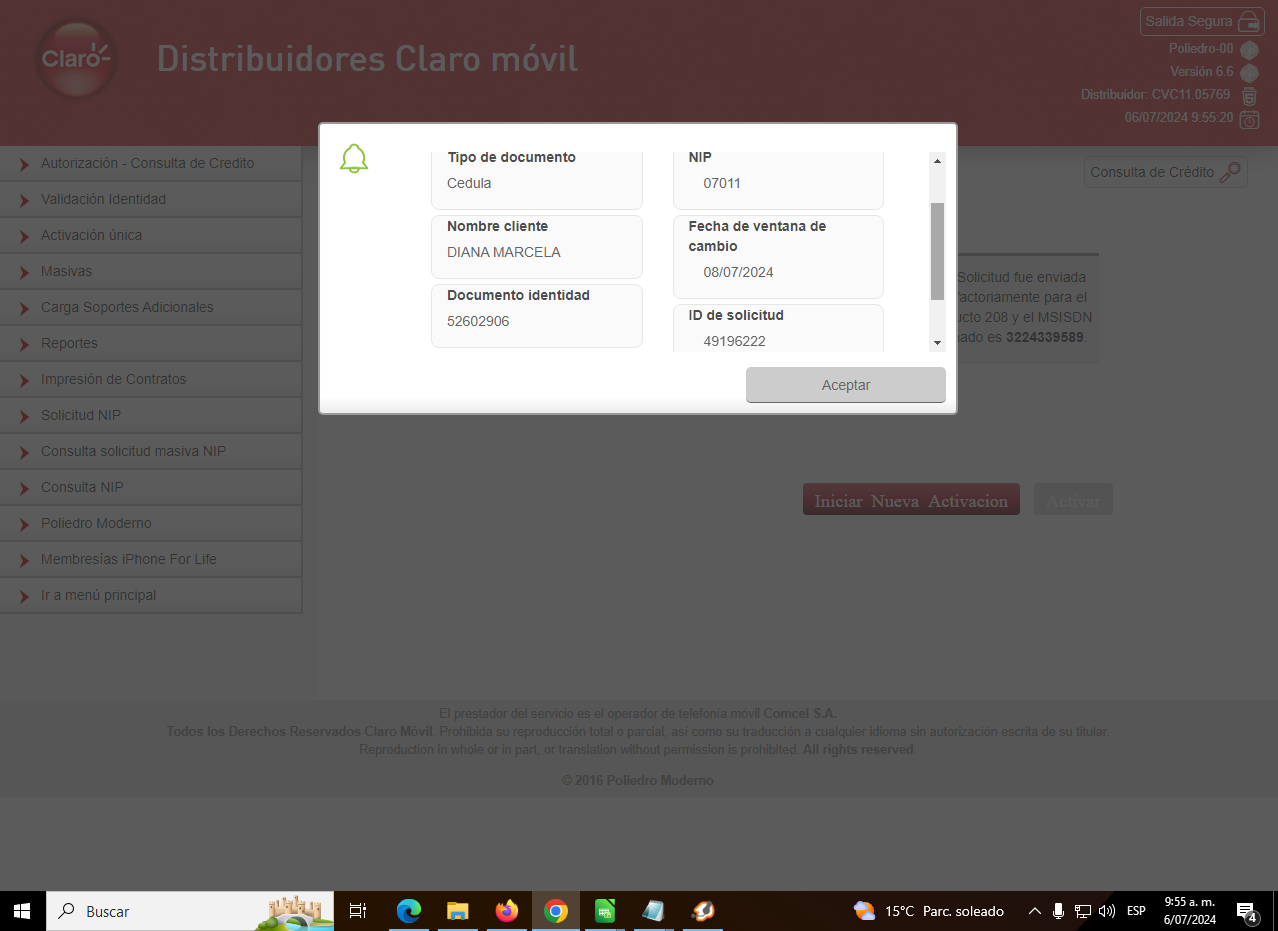 Claro
Distribuidores Claro móvil
Salida Segura
Poliedro-00
Versión 6.6
Distribuidor: CVC11.05769
06/07/2024 9:55:20
Autorización - Consulta de Credito
Validación Identidad
Activación única
Masivas
Carga Soportes Adicionales
Reportes
Impresión de Contratos
Solicitud NIP
Consulta solicitud masiva NIP
Consulta NIP
Poliedro Moderno
Membresías iPhone For Life
Ir a menú principal
Tipo de documento
Cedula
Nombre cliente
DIANA MARCELA
Documento identidad
52602906
NIP
07011
Fecha de ventana de
cambio
08/07/2024
ID de solicitud
49196222
Aceptar
Consulta de Crédito
Solicitud fue enviada
factoriamente para el
ucto 208 y el MSISDN
ado es 3224339589.
Iniciar Nueva Activacion
Activar
El prestador del servicio es el operador de telefonía móvil Comcel S.A.
Todos los Derechos Reservados Claro Móvil. Prohibida su reproducción total o parcial, así como su traducción a cualquier idioma sin autorización escrita de su titular.
Reproduction in whole or in part, or translation without permission is prohibited. All rights reserved.
© 2016 Poliedro Moderno
Buscar
15°C Parc. soleado
ESP
9:55 a. m.
6/07/2024
4